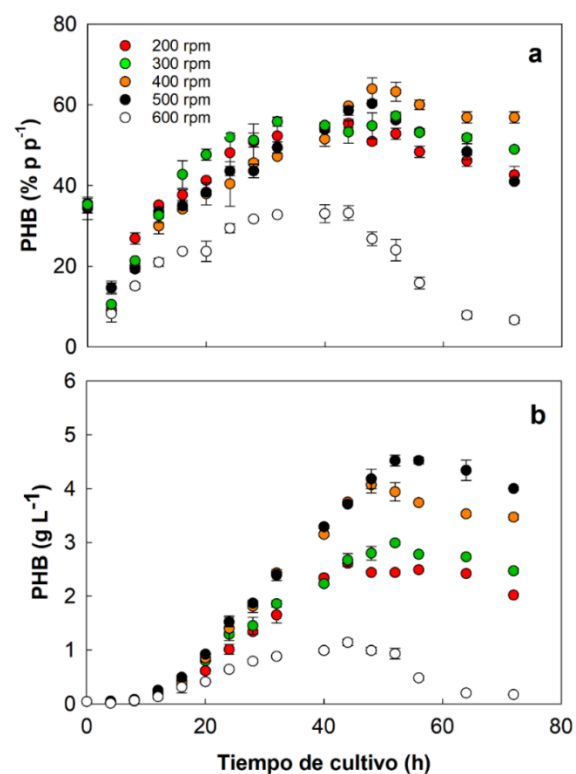 80
a
200 rpm
300 rpm
400 rpm
500 rpm
600 rpm
60
40
20
0
PHB (% p p⁻¹)
6
b
5
4
3
2
1
0
PHB (g L⁻¹)
0 20 40 60 80
Tiempo de cultivo (h)